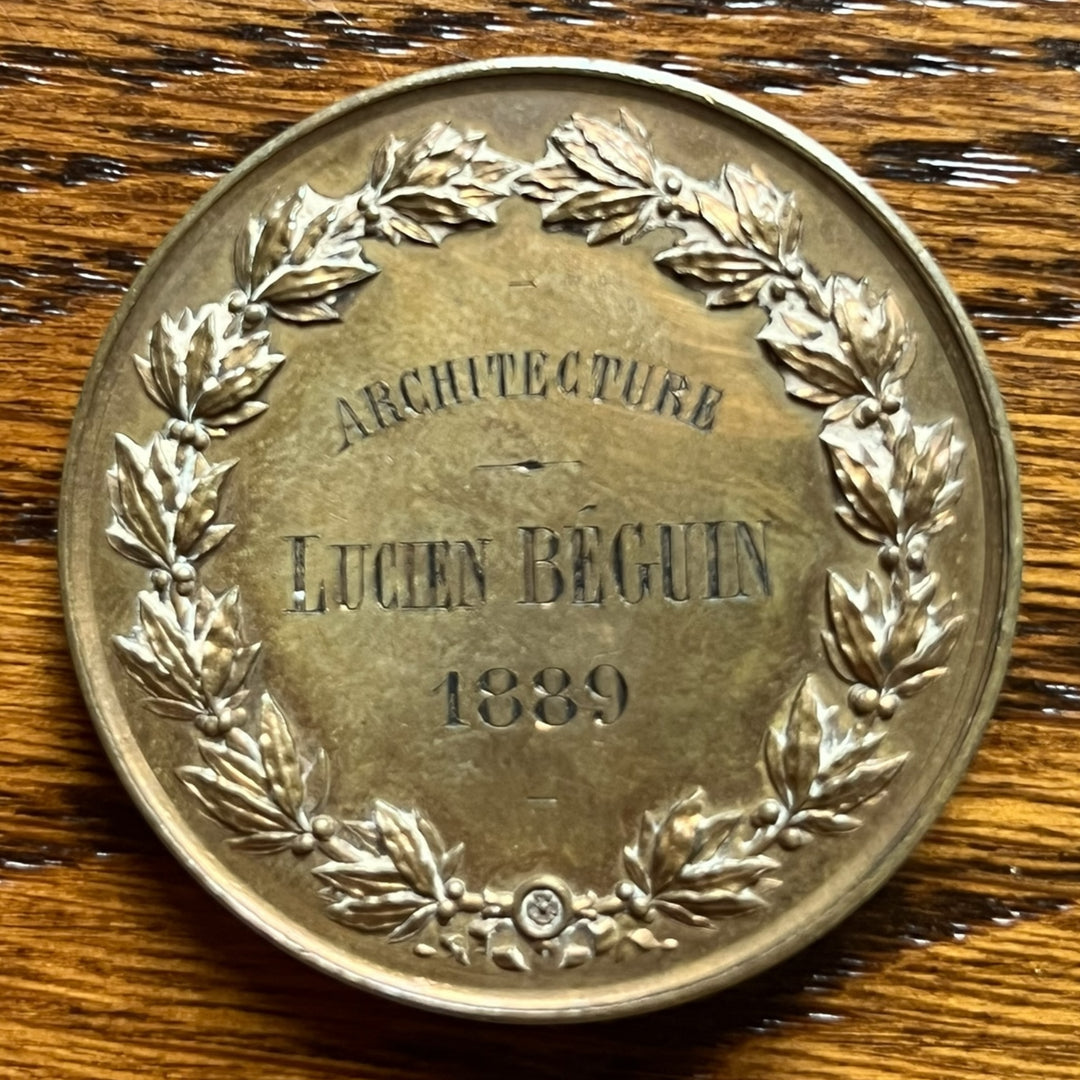 ARCHITECTURE
LUCIEN BÉGUIN
1889